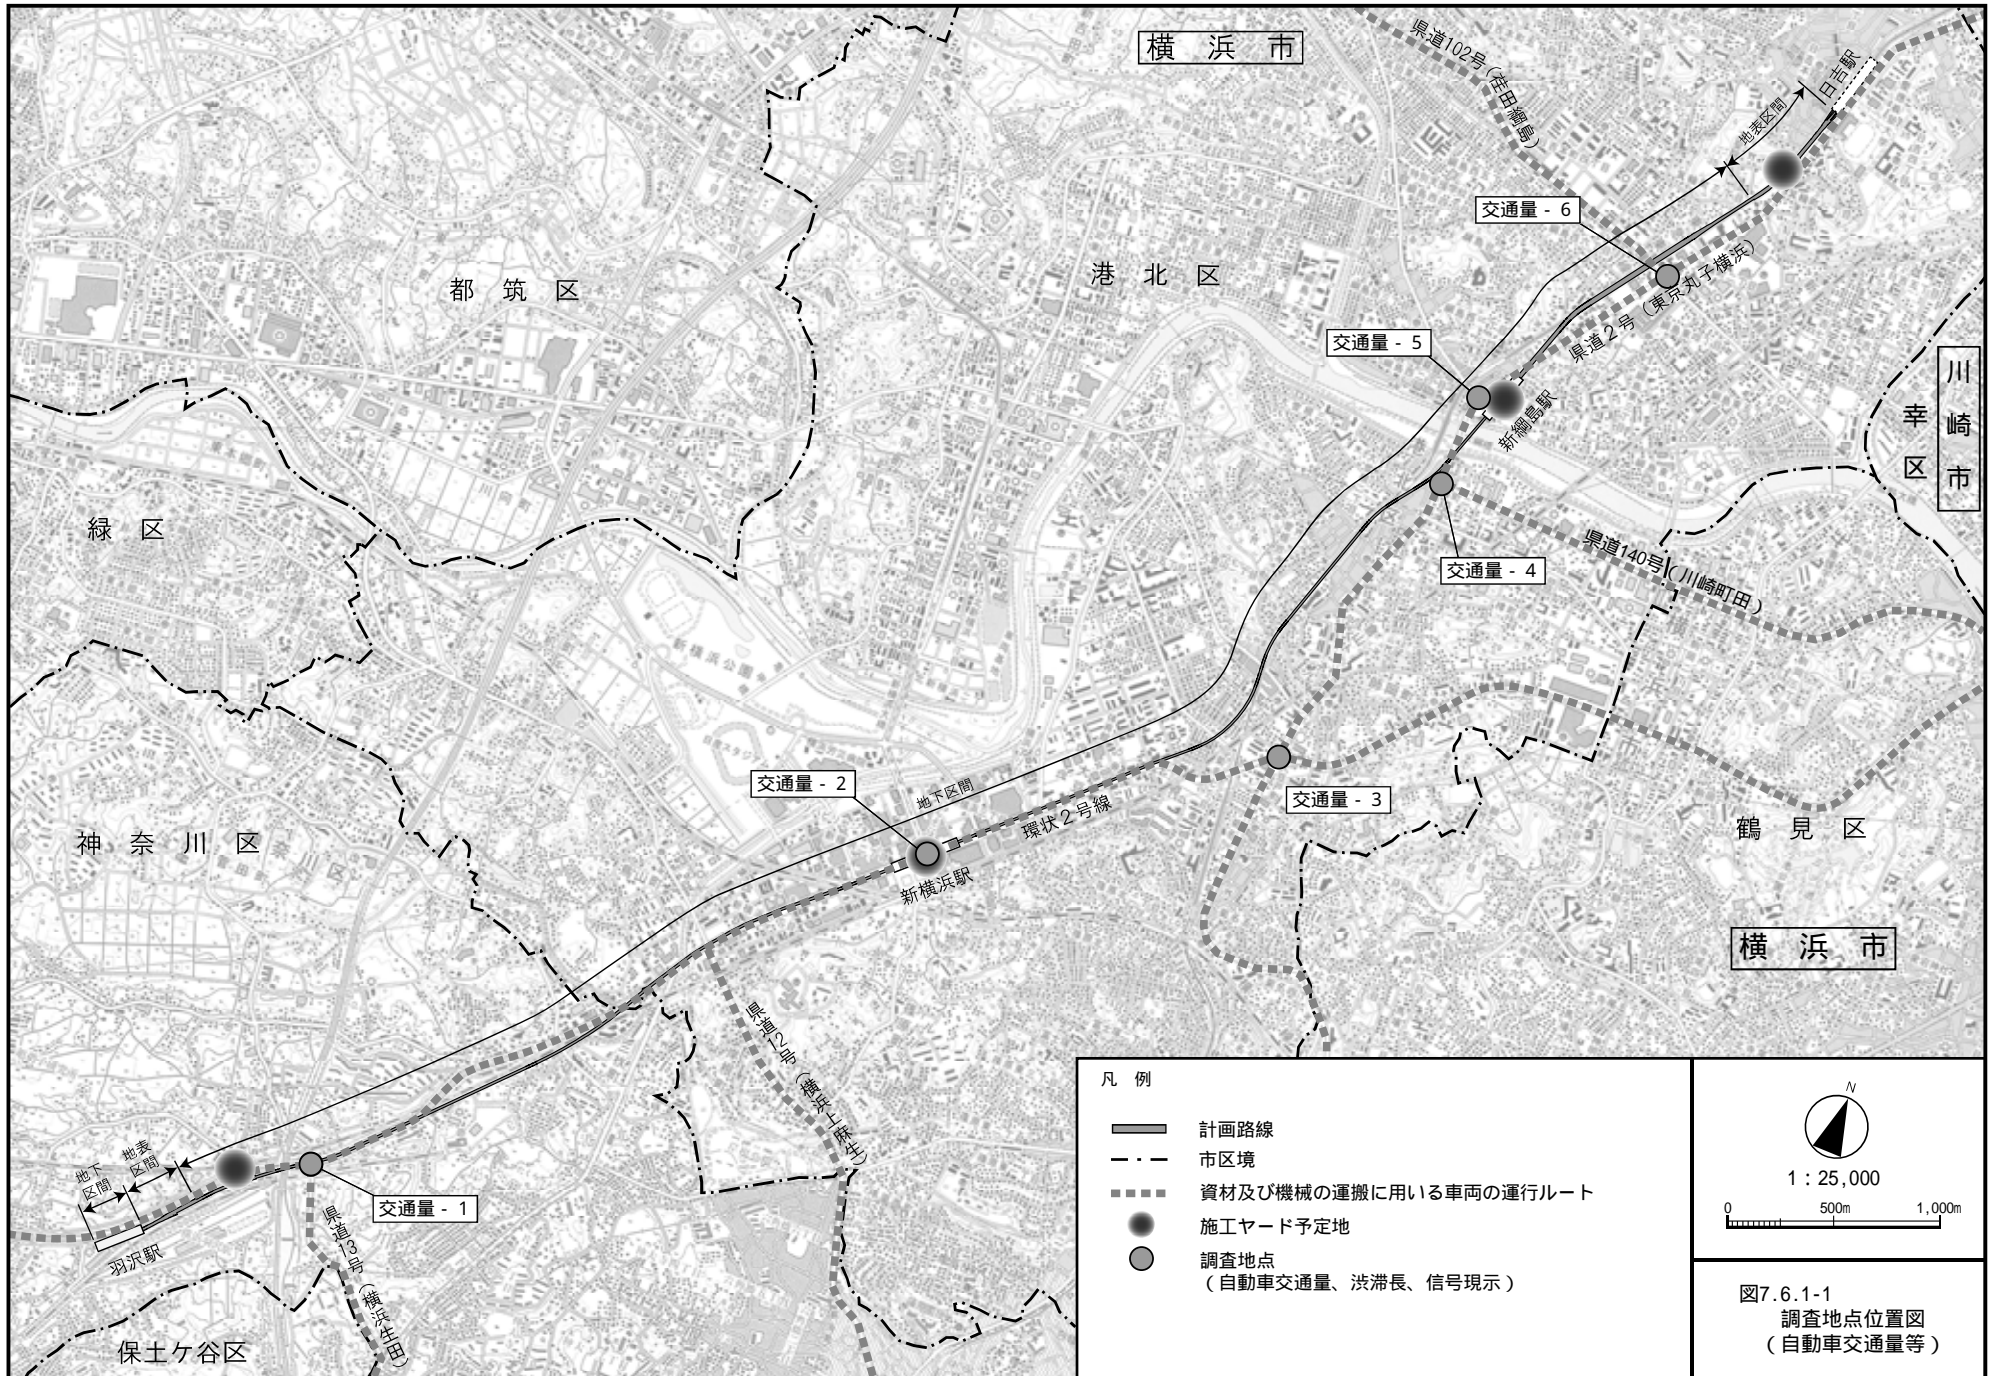 横浜市
県道102号(荏田綱島)
日吉駅
地表区間
交通量 - 6
都筑区
港北区
県道2号(東京丸子横浜)
交通量 - 5
新綱島駅
川崎市
幸区
緑区
交通量 - 4
県道140号(川崎町田)
新横浜公園
交通量 - 2
地下区間
環状2号線
交通量 - 3
新横浜駅
神奈川区
鶴見区
横浜市
県道12号(横浜上麻生)
地下
区間
地表
区間
交通量 - 1
羽沢駅
県道13号(横浜生田)
保土ケ谷区
凡 例
計画路線
市区境
資材及び機械の運搬に用いる車両の運行ルート
施工ヤード予定地
調査地点
(自動車交通量、渋滞長、信号現示)
N
1:25,000
0 500m 1,000m
図7.6.1-1
調査地点位置図
(自動車交通量等)